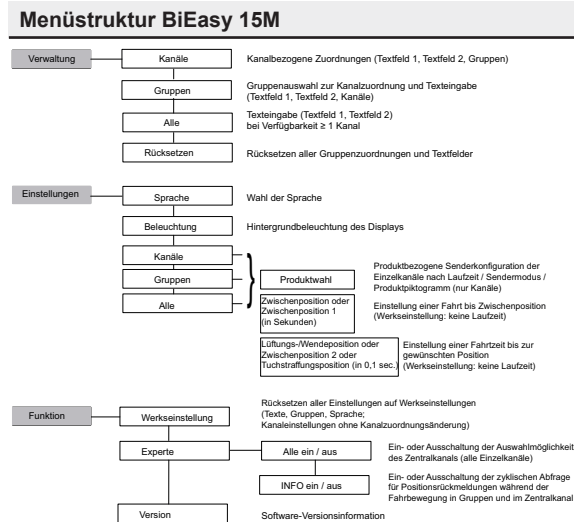 Menüstruktur BiEasy 15M
Verwaltung
Kanäle
Kanalbezogene Zuordnungen (Textfeld 1, Textfeld 2, Gruppen)
Gruppen
Gruppenauswahl zur Kanalzuordnung und Texteingabe
(Textfeld 1, Textfeld 2, Kanäle)
Alle
Texteingabe (Textfeld 1, Textfeld 2)
bei Verfügbarkeit ≥ 1 Kanal
Rücksetzen
Rücksetzen aller Gruppenzuordnungen und Textfelder
Einstellungen
Sprache
Wahl der Sprache
Beleuchtung
Hintergrundbeleuchtung des Displays
Kanäle
Gruppen
Alle
Produktwahl
Produktbezogene Senderkonfiguration der
Einzelkanäle nach Laufzeit / Sendermodus /
Produktpiktogramm (nur Kanäle)
Zwischenposition oder
Zwischenposition 1
(in Sekunden)
Einstellung einer Fahrt bis Zwischenposition
(Werkseinstellung: keine Laufzeit)
Lüftungs-/Wendeposition oder
Zwischenposition 2 oder
Tuchstraffungsposition (in 0,1 sec.)
Einstellung einer Fahrtzeit bis zur
gewünschten Position
(Werkseinstellung: keine Laufzeit)
Funktion
Werkseinstellung
Rücksetzen aller Einstellungen auf Werkseinstellungen
(Texte, Gruppen, Sprache;
Kanaleinstellungen ohne Kanalzuordnungsänderung)
Experte
Alle ein / aus
Ein- oder Ausschaltung der Auswahlmöglichkeit
des Zentralkanals (alle Einzelkanäle)
INFO ein / aus
Ein- oder Ausschaltung der zyklischen Abfrage
für Positionsrückmeldungen während der
Fahrbewegung in Gruppen und im Zentralkanal
Version
Software-Versionsinformation